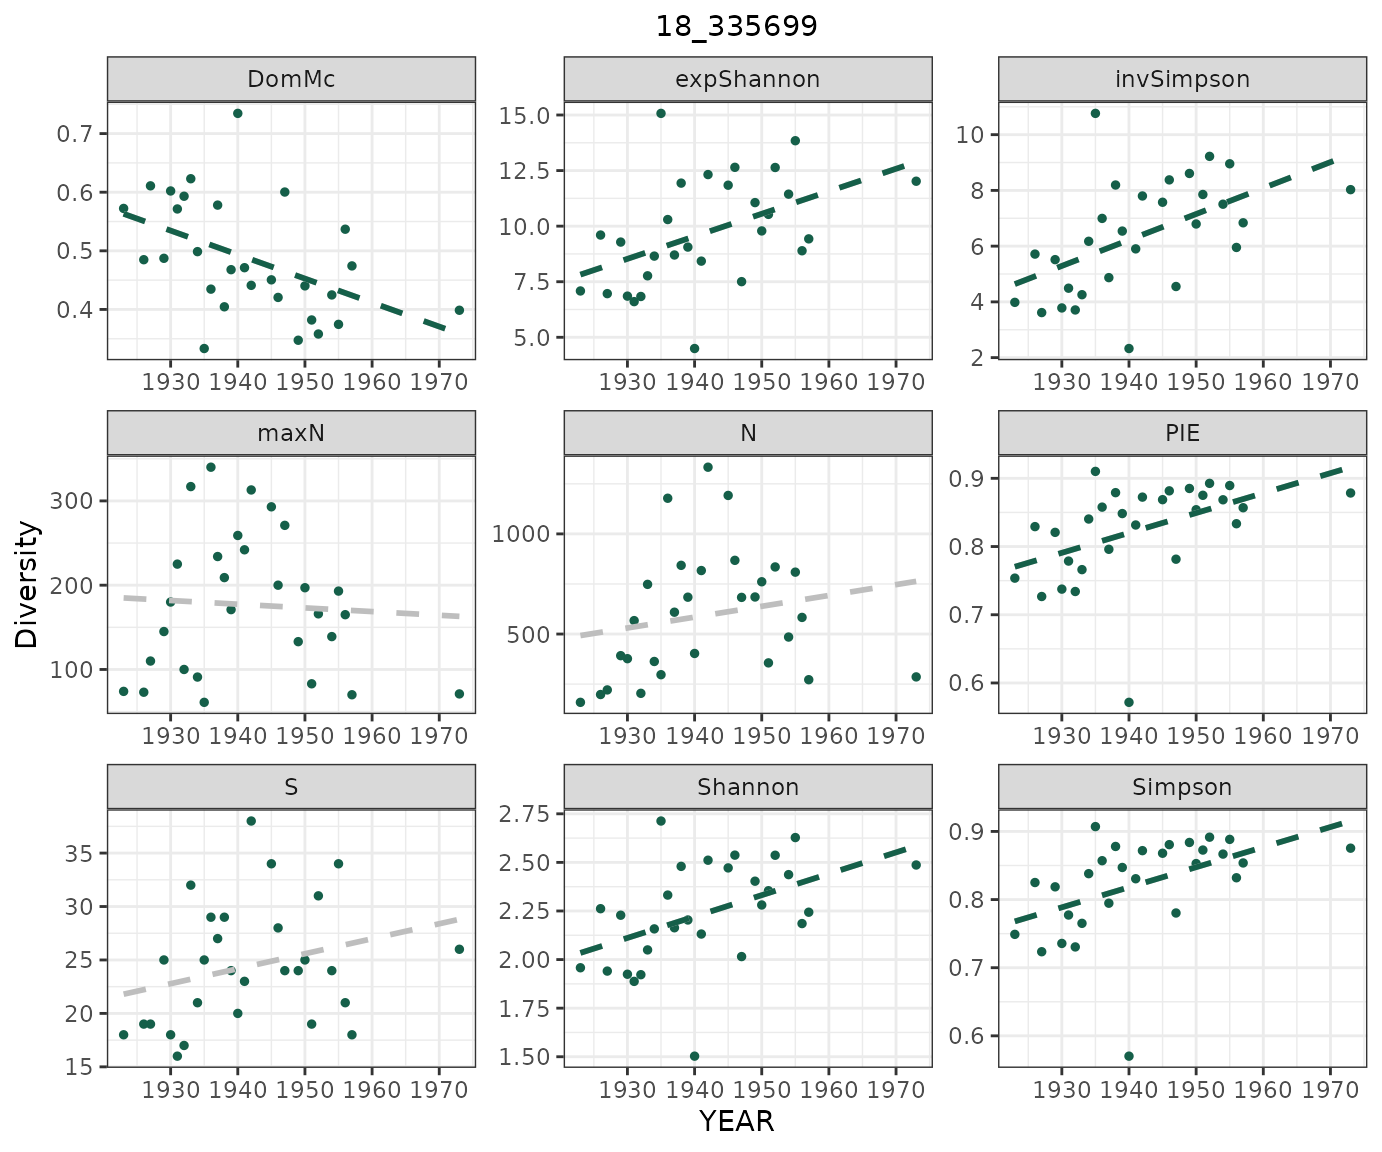 18_335699
DomMc
expShannon
invSimpson
0.7
0.6
0.5
0.4
15.0
12.5
10.0
7.5
5.0
10
8
6
4
2
1930 1940 1950 1960 1970
1930 1940 1950 1960 1970
1930 1940 1950 1960 1970
Diversity
maxN
N
PIE
300
200
100
1000
500
0.9
0.8
0.7
0.6
1930 1940 1950 1960 1970
1930 1940 1950 1960 1970
1930 1940 1950 1960 1970
S
Shannon
Simpson
35
30
25
20
15
2.75
2.50
2.25
2.00
1.75
1.50
0.9
0.8
0.7
0.6
1930 1940 1950 1960 1970
1930 1940 1950 1960 1970
1930 1940 1950 1960 1970
YEAR